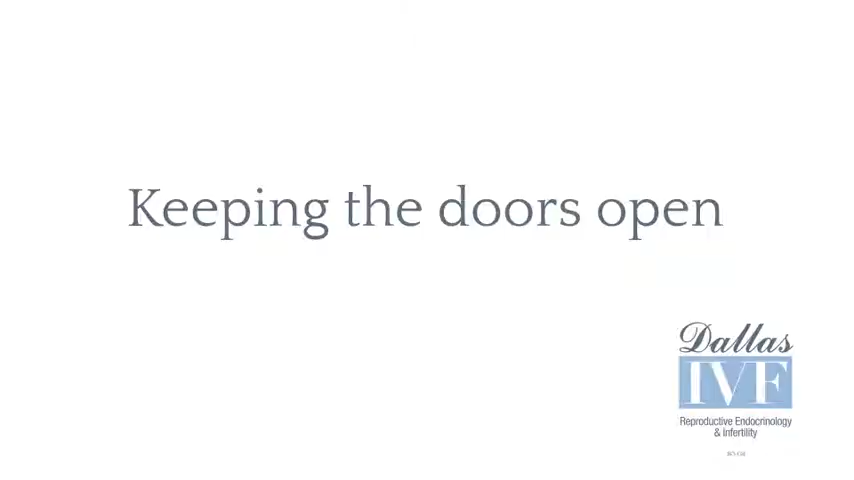 Keeping the doors open
Dallas
IVF
Reproductive Endocrinology
& Infertility